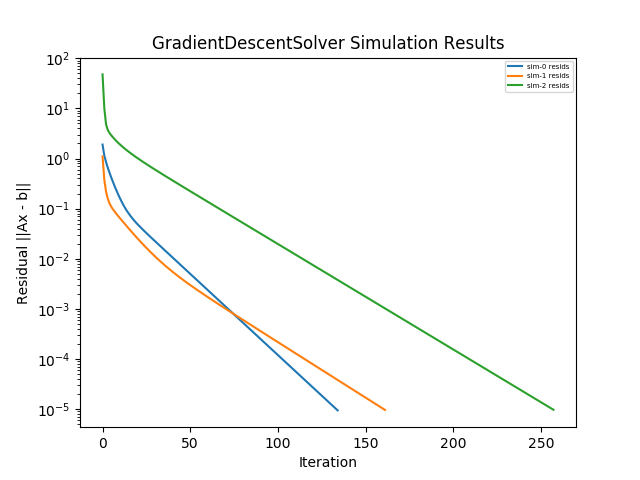 GradientDescentSolver Simulation Results
sim-0 resids
sim-1 resids
sim-2 resids
Residual ||Ax - b||
10²
10¹
10⁰
10⁻¹
10⁻²
10⁻³
10⁻⁴
10⁻⁵
0 50 100 150 200 250
Iteration